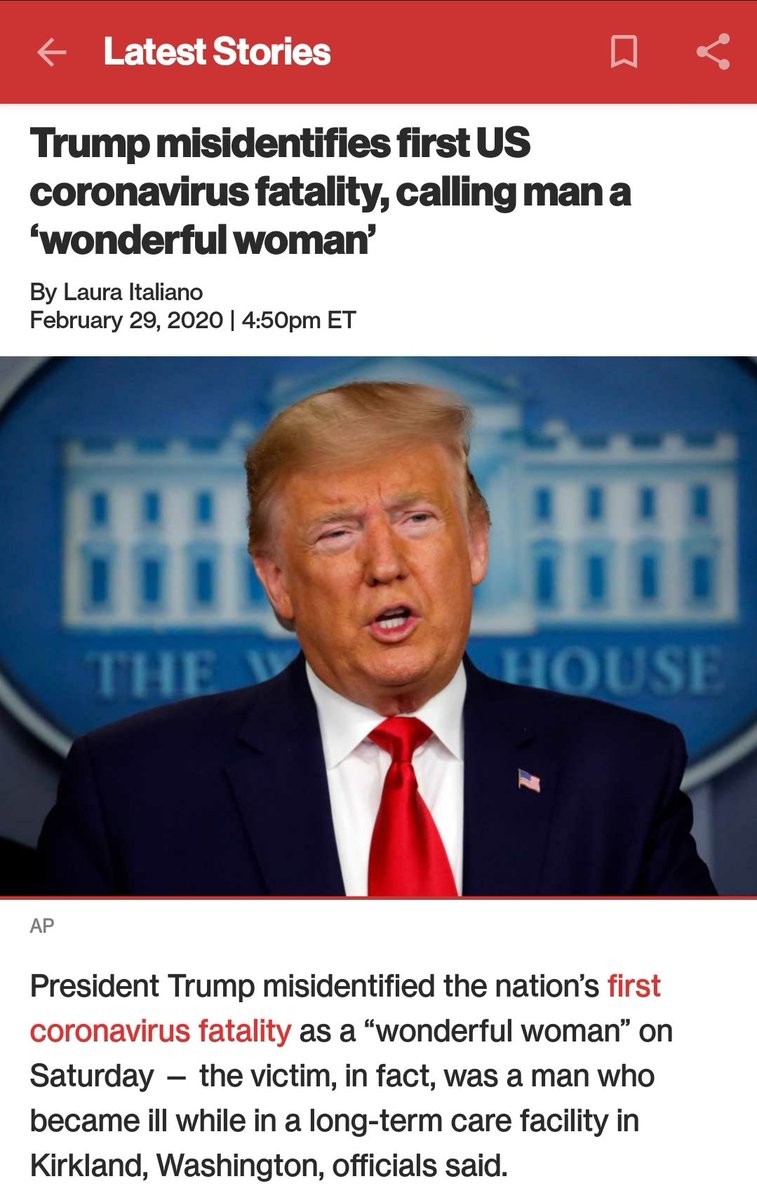 Latest Stories
Trump misidentifies first US
coronavirus fatality, calling man a
‘wonderful woman’
By Laura Italiano
February 29, 2020 | 4:50pm ET
THE W HOUSE
AP
President Trump misidentified the nation’s first
coronavirus fatality as a “wonderful woman” on
Saturday – the victim, in fact, was a man who
became ill while in a long-term care facility in
Kirkland, Washington, officials said.